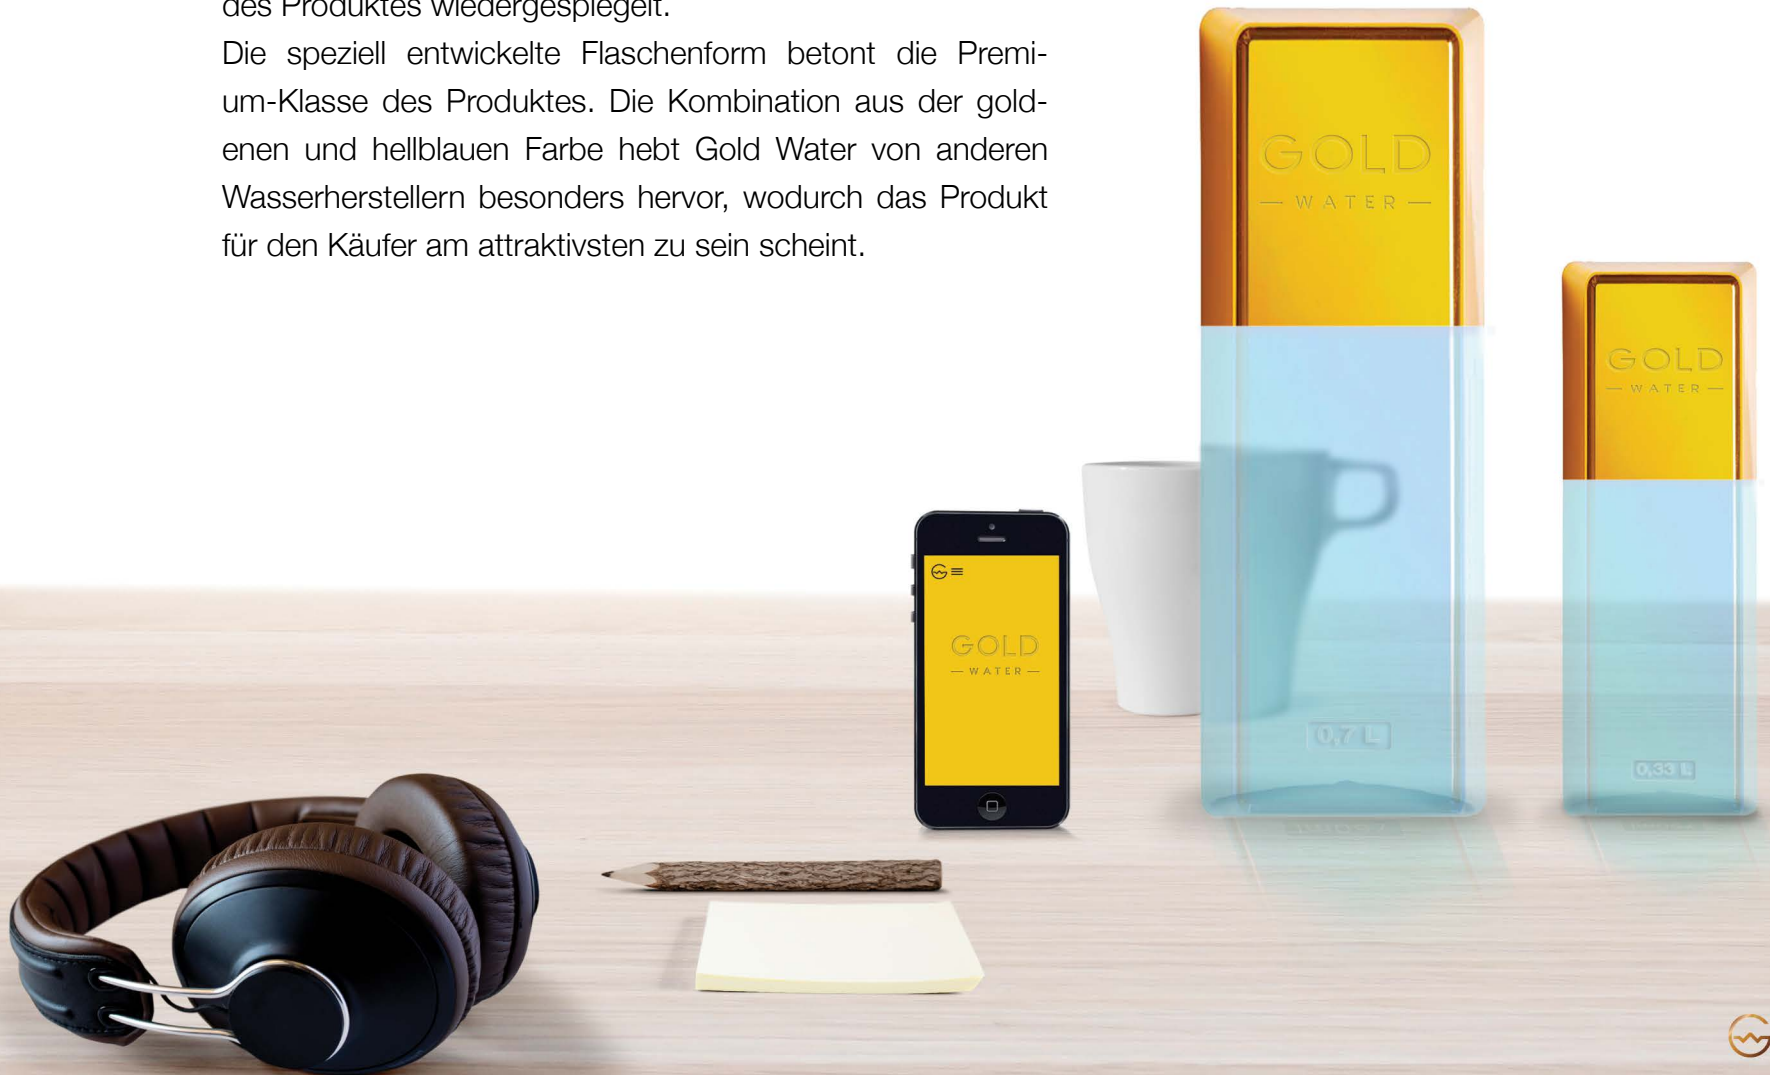 des Produktes wiedergespiegelt.
Die speziell entwickelte Flaschenform betont die Premi-
um-Klasse des Produktes. Die Kombination aus der gold-
enen und hellblauen Farbe hebt Gold Water von anderen
Wasserherstellern besonders hervor, wodurch das Produkt
für den Käufer am attraktivsten zu sein scheint.
GOLD
— WATER —
GOLD
— WATER —
GOLD
— WATER —
0,7 L
0,33 L